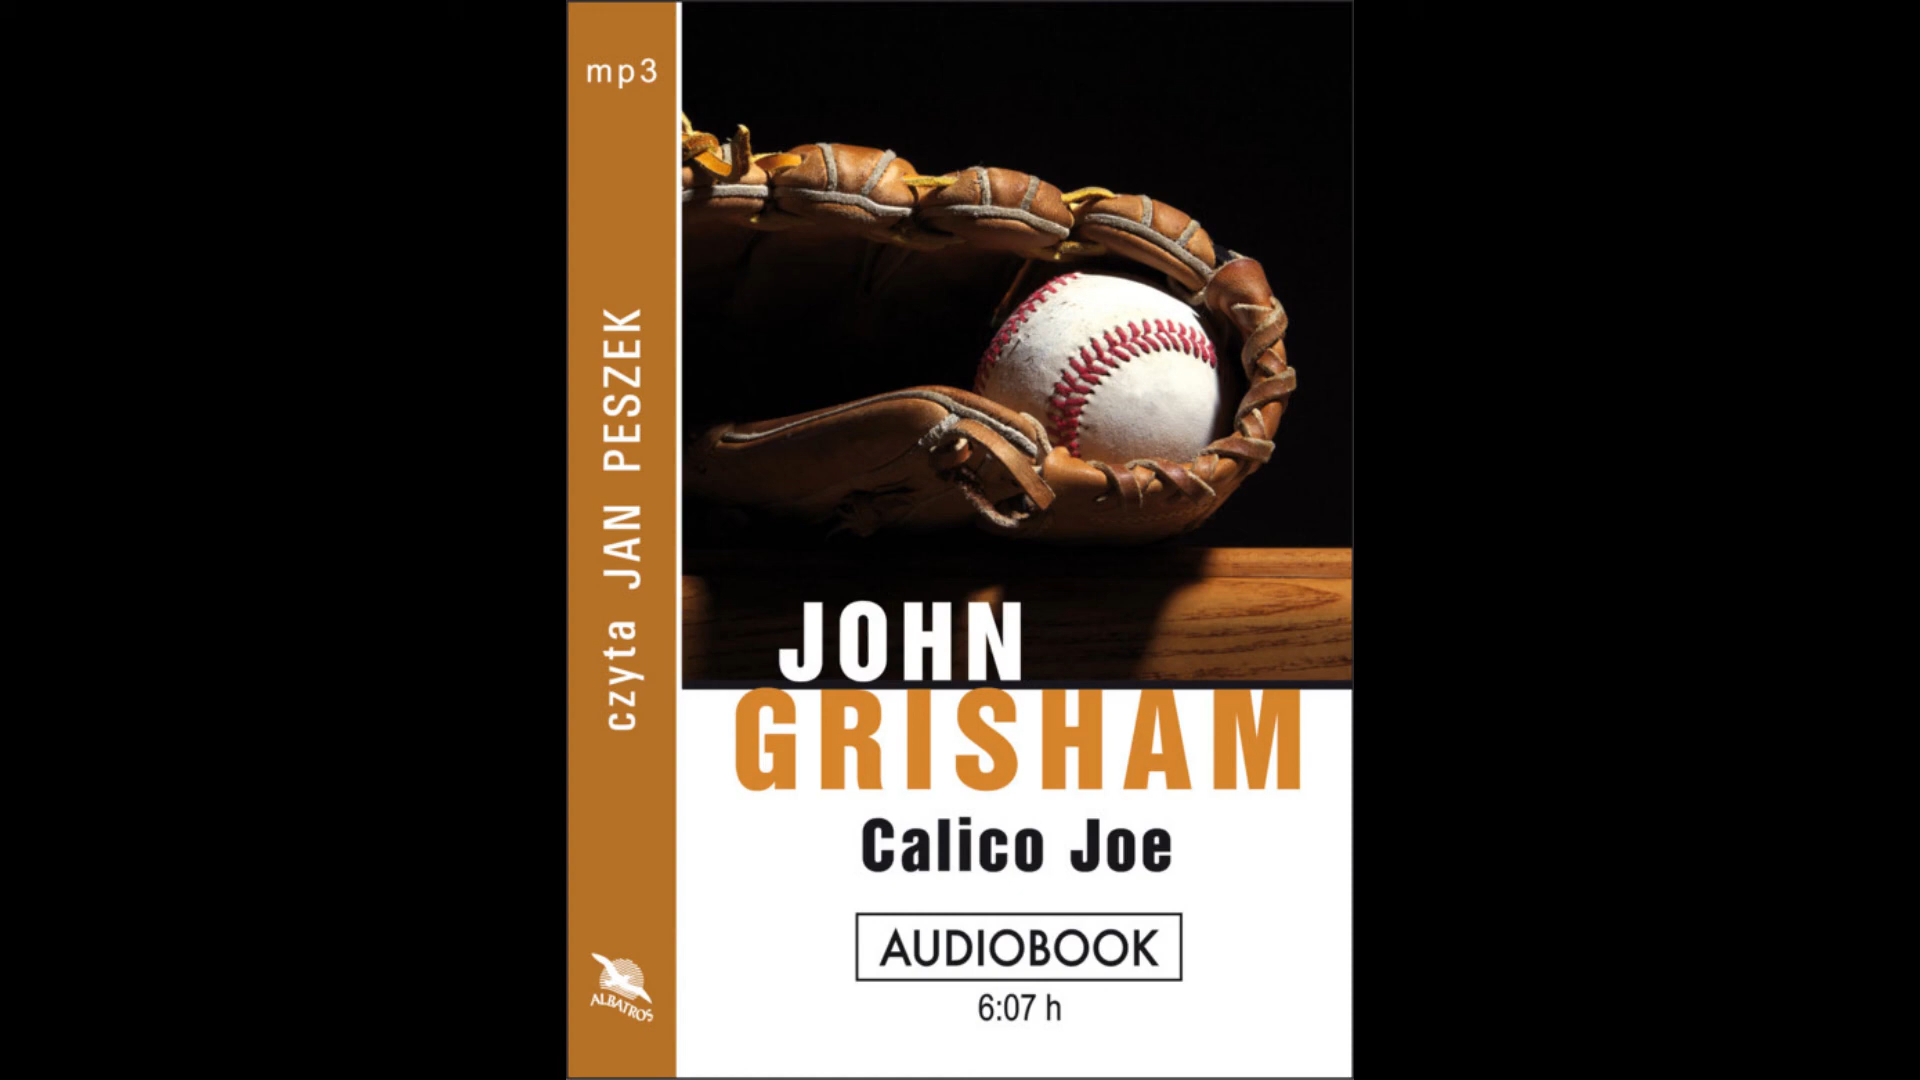 mp3
czyta JAN PESZEK
ALBATROS
JOHN
GRISHAM
Calico Joe
AUDIOBOOK
6:07 h